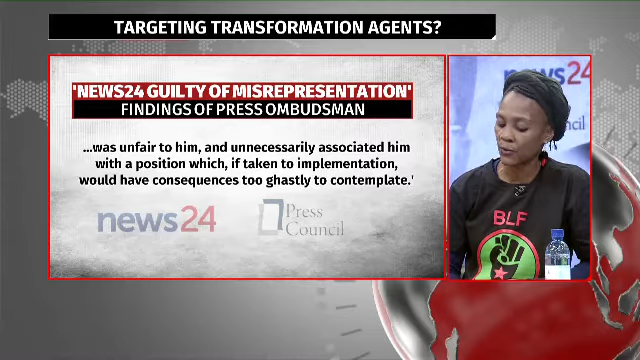 TARGETING TRANSFORMATION AGENTS?
'NEWS24 GUILTY OF MISREPRESENTATION'
FINDINGS OF PRESS OMBUDSMAN
...was unfair to him, and unnecessarily associated him
with a position which, if taken to implementation,
would have consequences too ghastly to contemplate.'
news24
Press
Council
news24
ncil
BLF